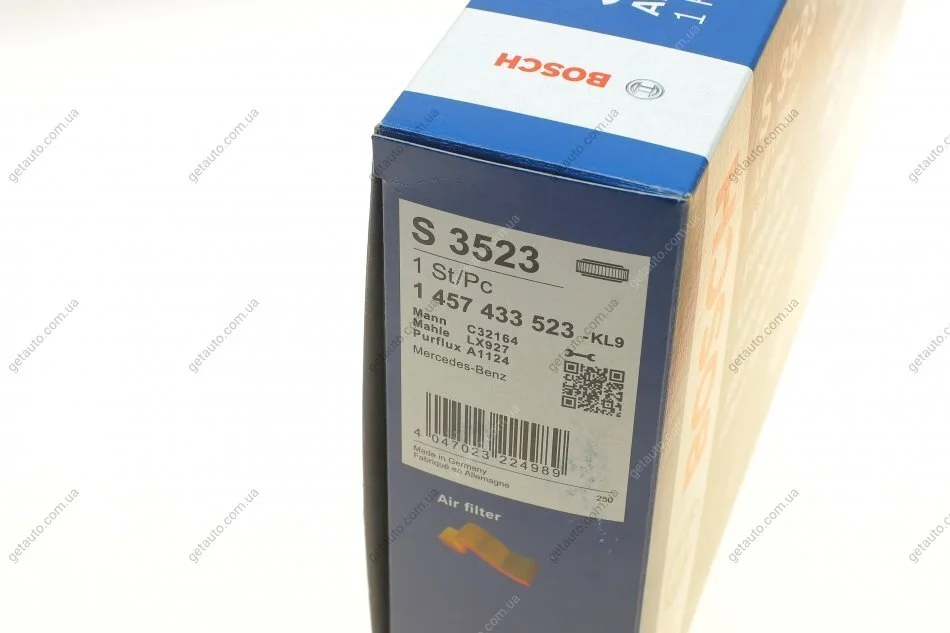 BOSCH
S 3523
1 St/Pc
1 457 433 523 -KL9
Mann C32164
Mahle LX927
Purflux A1124
Mercedes-Benz
4 047023 224989
Made in Germany
Fabriqué en Allemagne
250
Air filter
BOSCH
getauto.com.ua